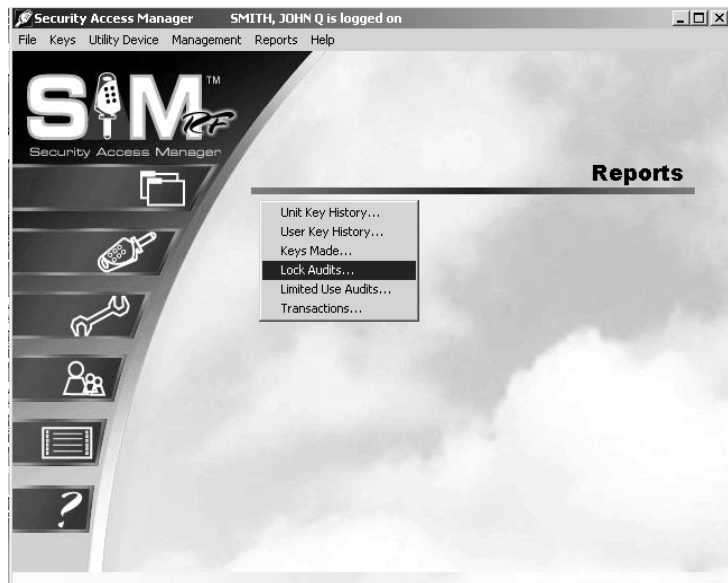 Security Access Manager SMITH, JOHN Q is logged on
File Keys Utility Device Management Reports Help
SAM TM
RF
Security Access Manager
Reports
Unit Key History...
User Key History...
Keys Made...
Lock Audits...
Limited Use Audits...
Transactions...
?